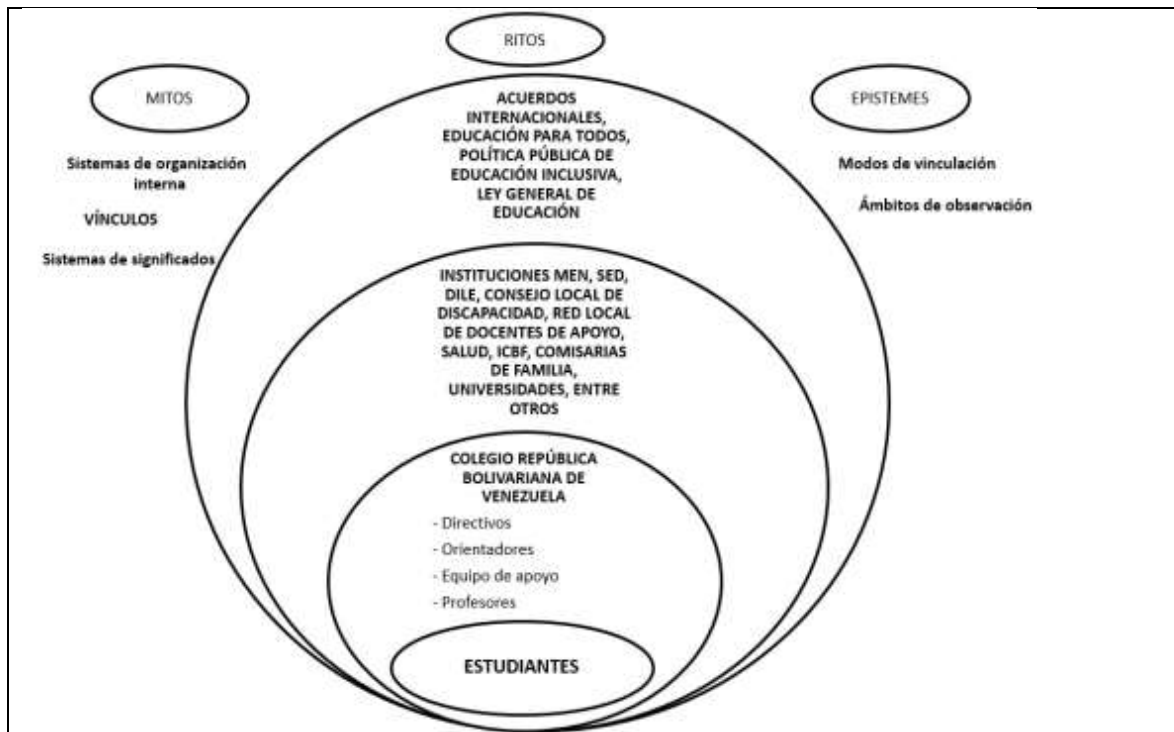 RITOS
MITOS
EPISTEMES
Sistemas de organización
interna
VÍNCULOS
Sistemas de significados
Modos de vinculación
Ámbitos de observación
ACUERDOS
INTERNACIONALES,
EDUCACIÓN PARA TODOS,
POLÍTICA PÚBLICA DE
EDUCACIÓN INCLUSIVA,
LEY GENERAL DE
EDUCACIÓN
INSTITUCIONES MEN, SED,
DILE, CONSEJO LOCAL DE
DISCAPACIDAD, RED LOCAL
DE DOCENTES DE APOYO,
SALUD, ICBF, COMISARIAS
DE FAMILIA,
UNIVERSIDADES, ENTRE
OTROS
COLEGIO REPÚBLICA
BOLIVARIANA DE
VENEZUELA
- Directivos
- Orientadores
- Equipo de apoyo
- Profesores
ESTUDIANTES